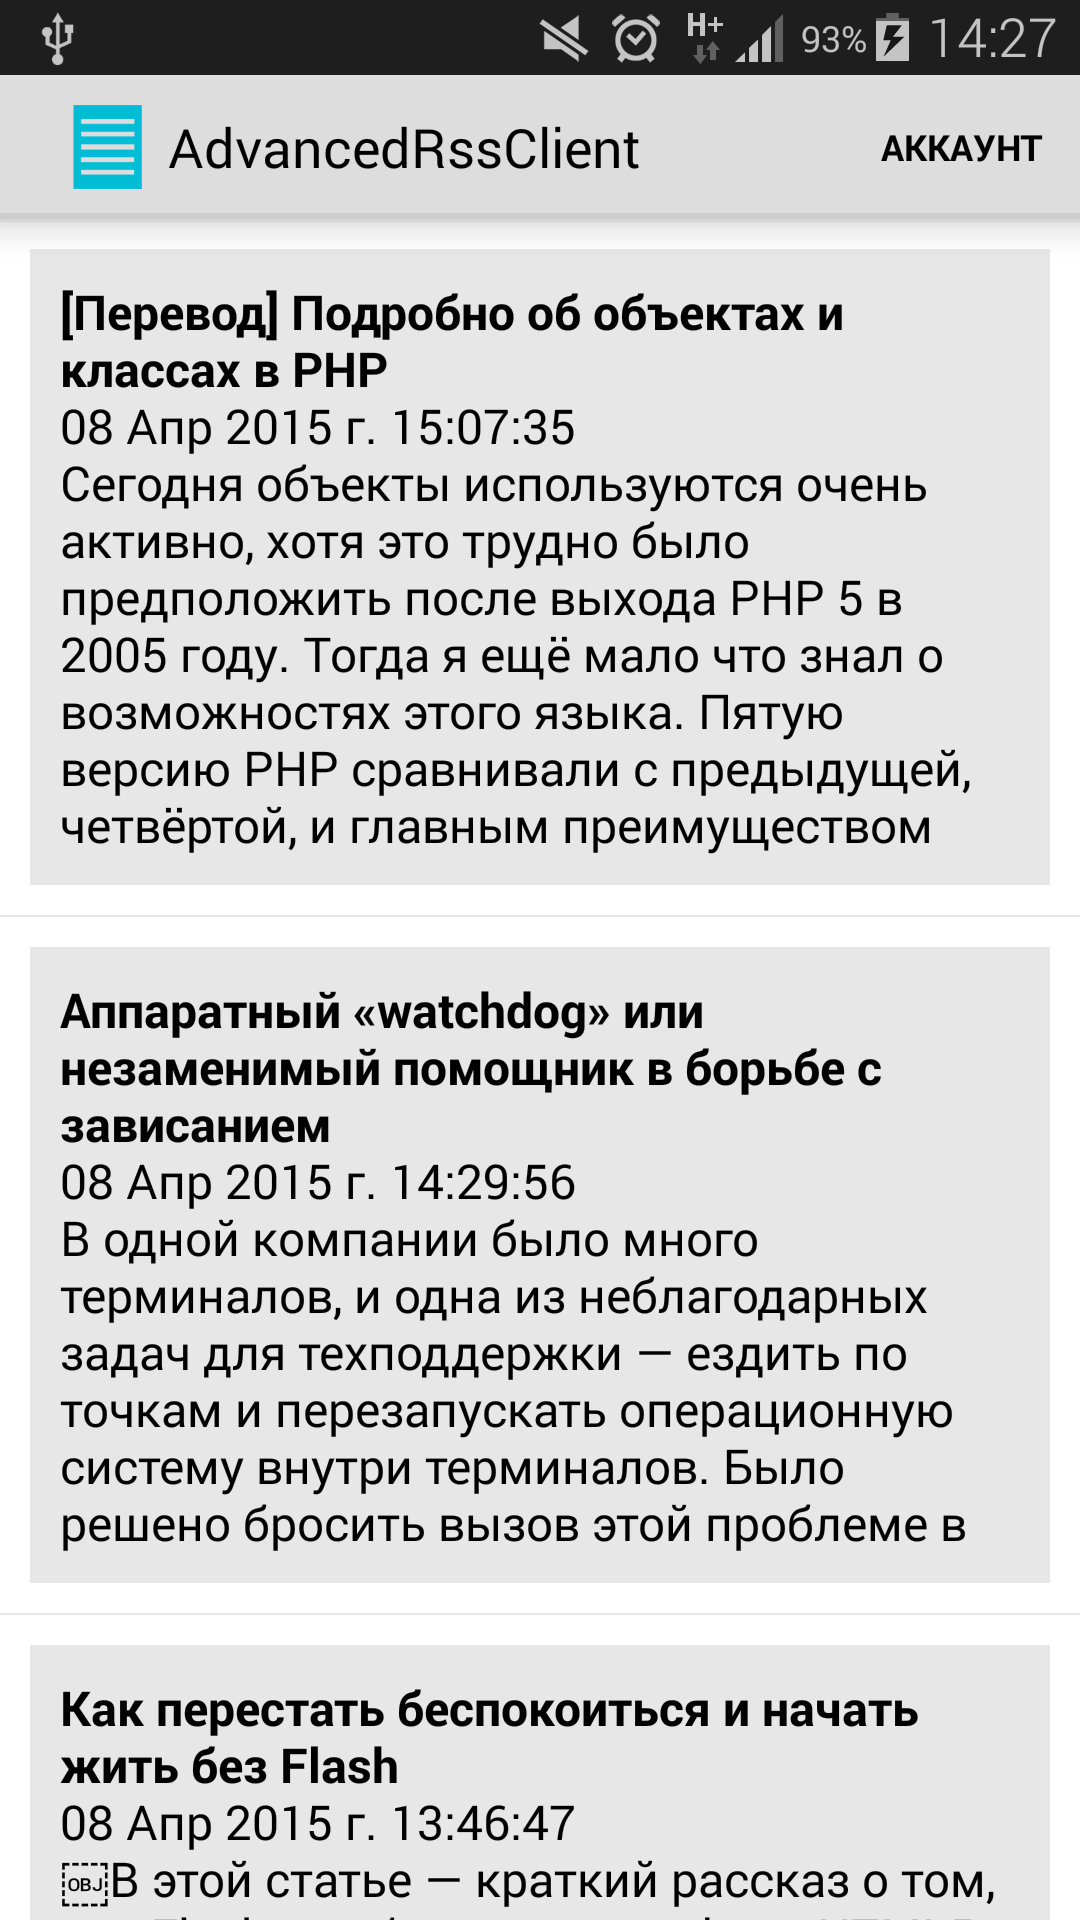 H+ 93% 14:27
AdvancedRssClient АККАУНТ
[Перевод] Подробно об объектах и
классах в PHP
08 Апр 2015 г. 15:07:35
Сегодня объекты используются очень
активно, хотя это трудно было
предположить после выхода PHP 5 в
2005 году. Тогда я ещё мало что знал о
возможностях этого языка. Пятую
версию PHP сравнивали с предыдущей,
четвёртой, и главным преимуществом
Аппаратный «watchdog» или
незаменимый помощник в борьбе с
зависанием
08 Апр 2015 г. 14:29:56
В одной компании было много
терминалов, и одна из неблагодарных
задач для техподдержки — ездить по
точкам и перезапускать операционную
систему внутри терминалов. Было
решено бросить вызов этой проблеме в
Как перестать беспокоиться и начать
жить без Flash
08 Апр 2015 г. 13:46:47
OBJ В этой статье — краткий рассказ о том,